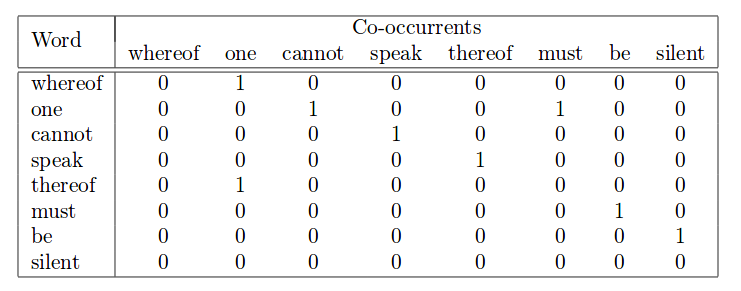 Word Co-occurrents
whereof one cannot speak thereof must be silent
whereof 0 1 0 0 0 0 0 0
one 0 0 1 0 0 1 0 0
cannot 0 0 0 1 0 0 0 0
speak 0 0 0 0 1 0 0 0
thereof 0 1 0 0 0 0 0 0
must 0 0 0 0 0 0 1 0
be 0 0 0 0 0 0 0 1
silent 0 0 0 0 0 0 0 0